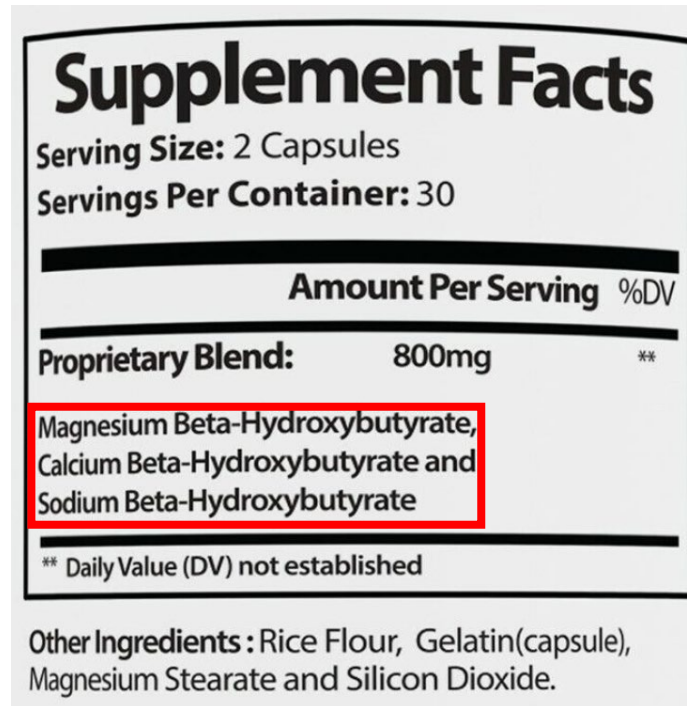 Supplement Facts
Serving Size: 2 Capsules
Servings Per Container: 30
Amount Per Serving %DV
Proprietary Blend: 800mg **
Magnesium Beta-Hydroxybutyrate,
Calcium Beta-Hydroxybutyrate and
Sodium Beta-Hydroxybutyrate
** Daily Value (DV) not established
Other Ingredients : Rice Flour, Gelatin(capsule),
Magnesium Stearate and Silicon Dioxide.